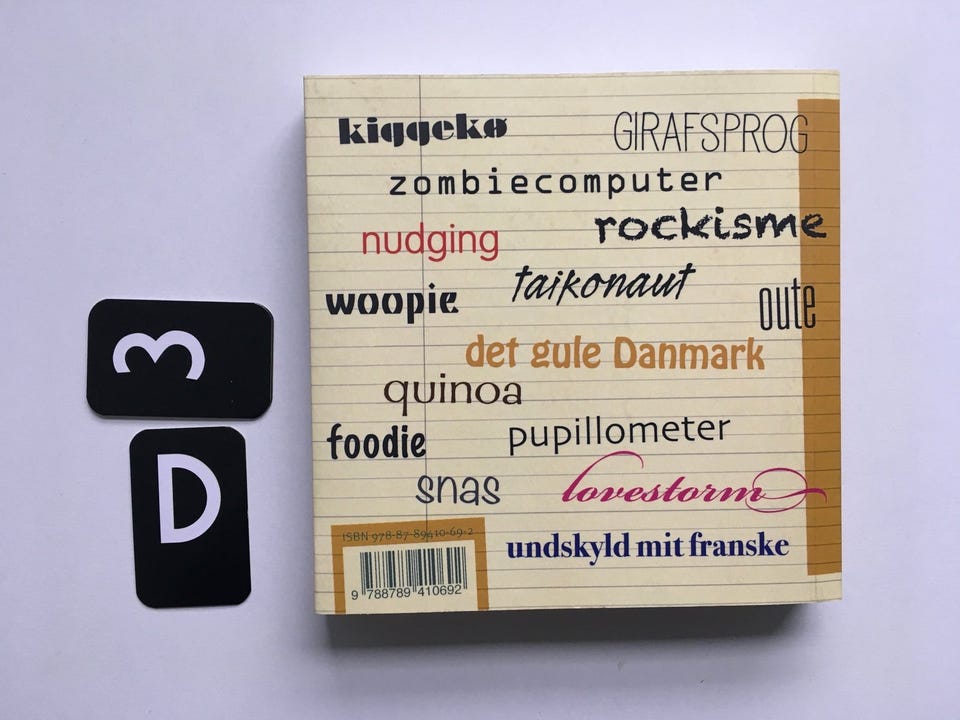 kiggekø
GIRAFSPROG
zombiecomputer
rockisme
nudging
taikonaut
woopie
oute
det gule Danmark
quinoa
foodie
pupillometer
snas
lovestorm
ISBN 978-87-89410-69-2
undskyld mit franske
9 788789 410692
3
D